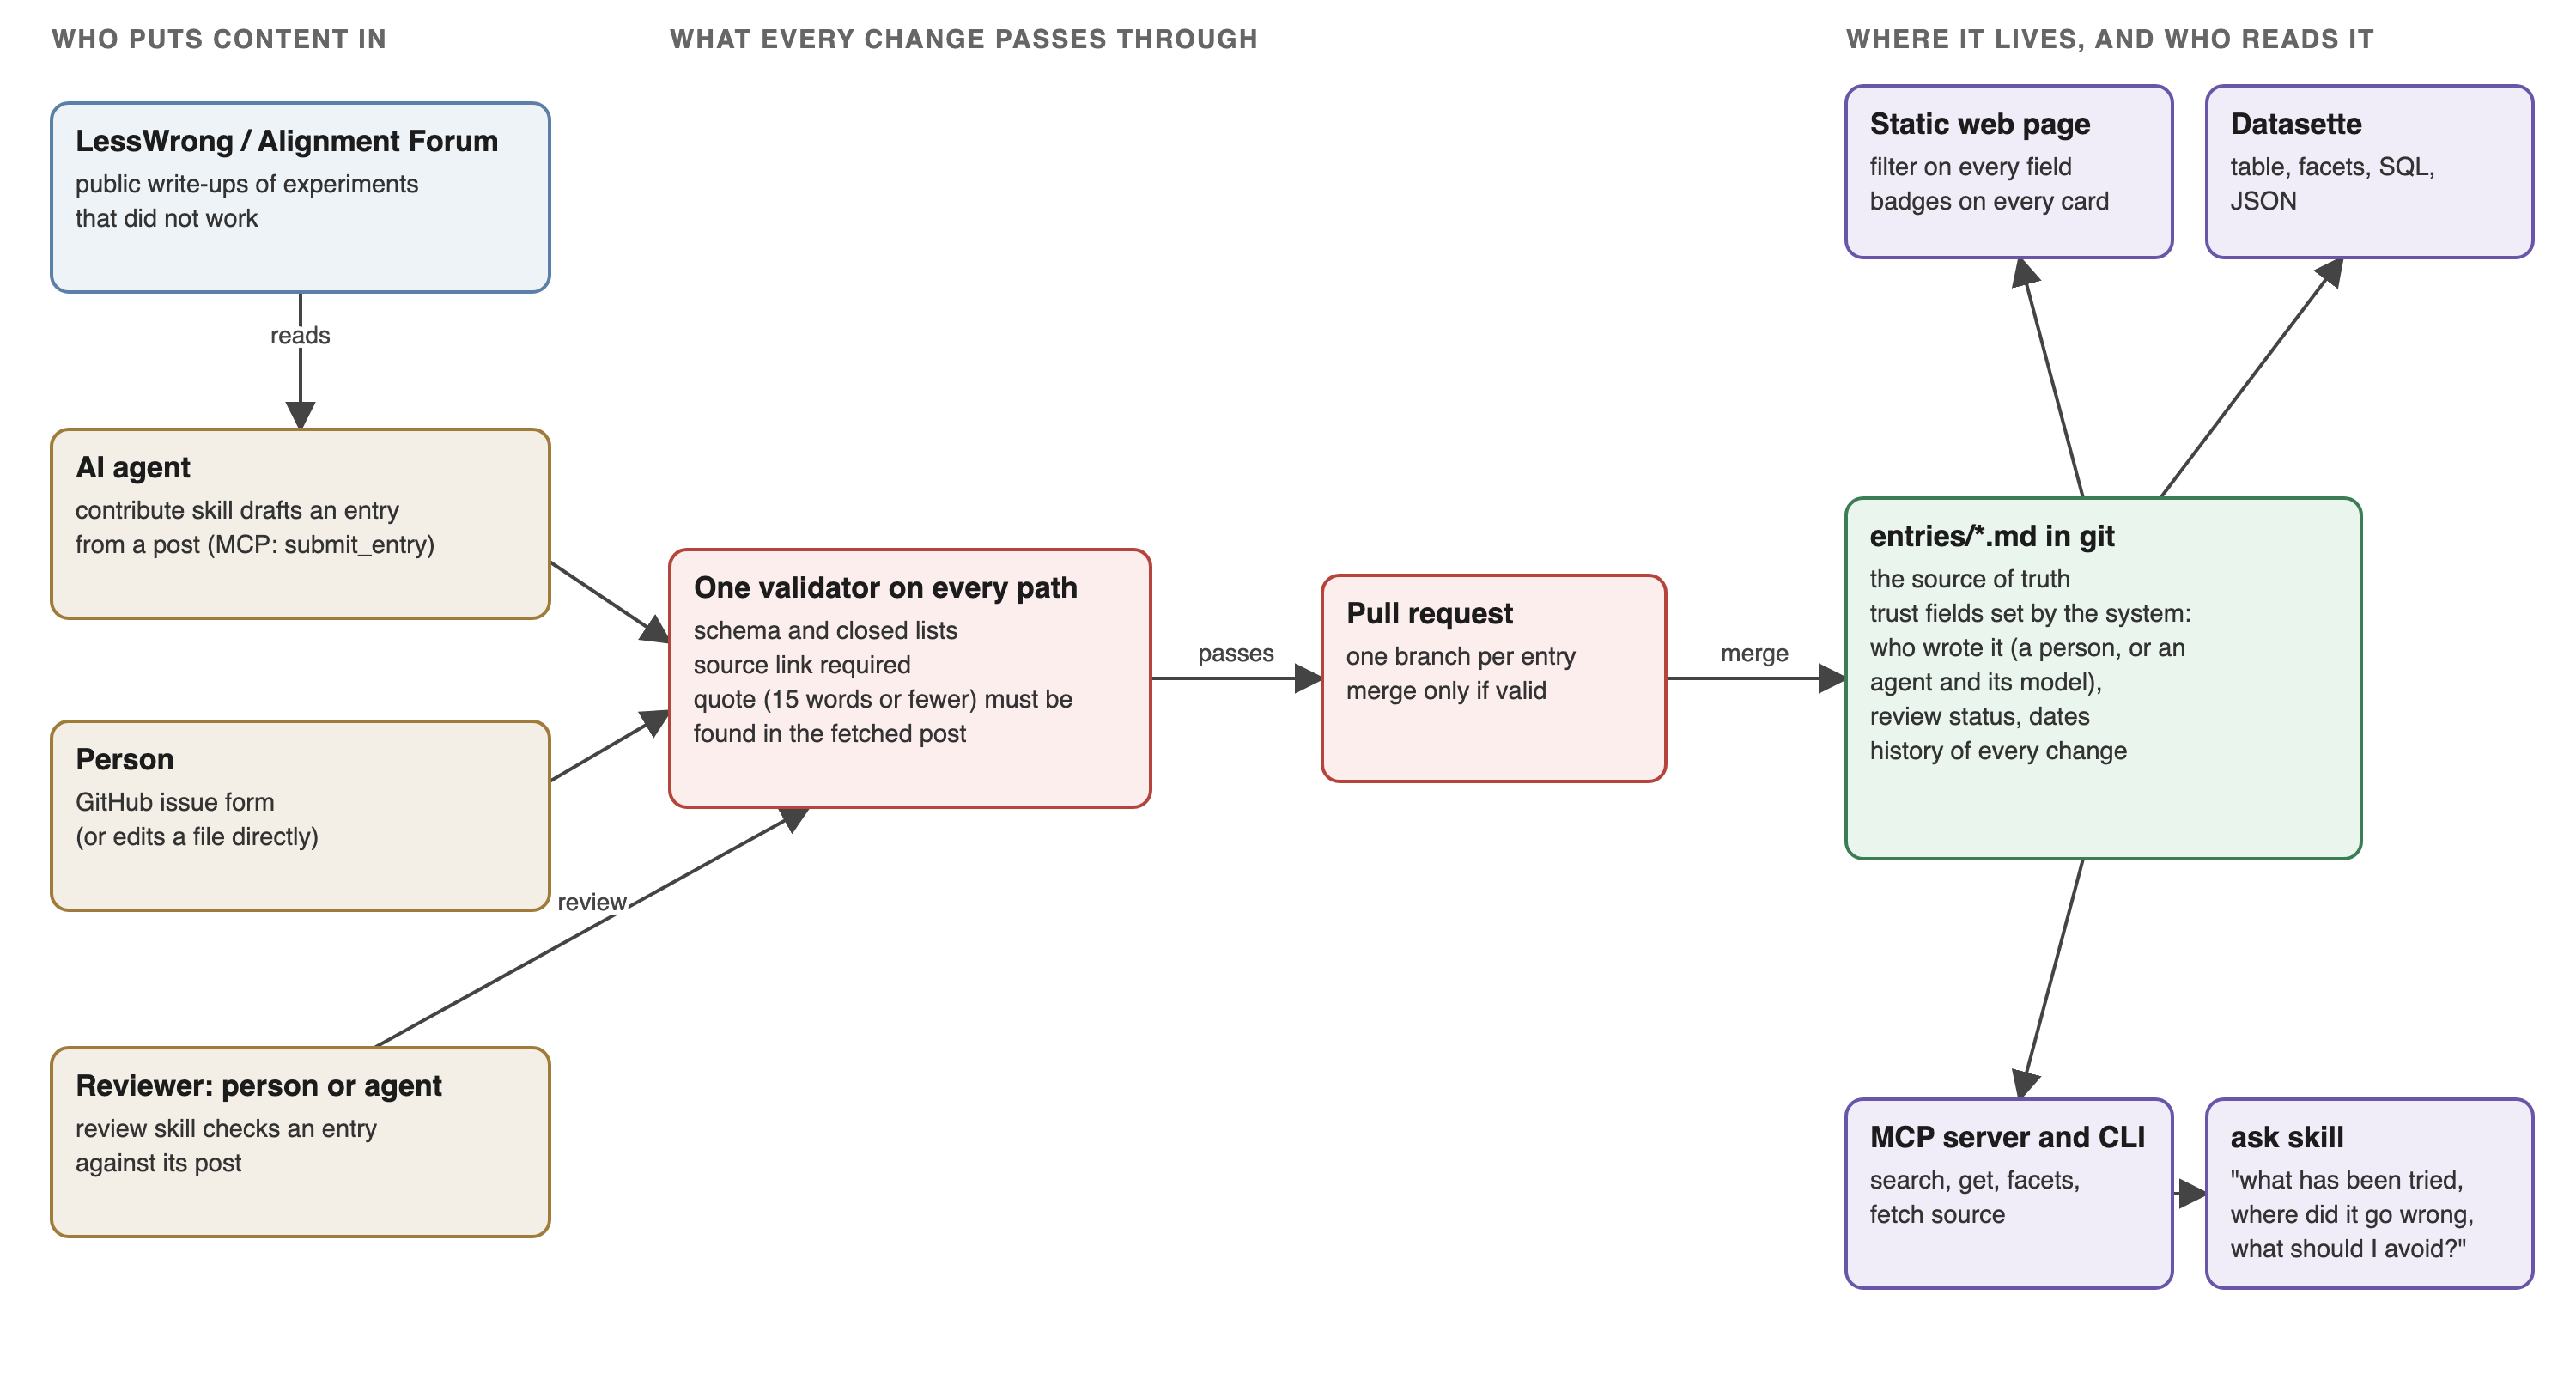 WHO PUTS CONTENT IN
LessWrong / Alignment Forum
public write-ups of experiments
that did not work
reads
AI agent
contribute skill drafts an entry
from a post (MCP: submit_entry)
Person
GitHub issue form
(or edits a file directly)
review
Reviewer: person or agent
review skill checks an entry
against its post
WHAT EVERY CHANGE PASSES THROUGH
One validator on every path
schema and closed lists
source link required
quote (15 words or fewer) must be
found in the fetched post
passes
Pull request
one branch per entry
merge only if valid
merge
WHERE IT LIVES, AND WHO READS IT
Static web page
filter on every field
badges on every card
Datasette
table, facets, SQL,
JSON
entries/*.md in git
the source of truth
trust fields set by the system:
who wrote it (a person, or an
agent and its model),
review status, dates
history of every change
MCP server and CLI
search, get, facets,
fetch source
ask skill
"what has been tried,
where did it go wrong,
what should I avoid?"